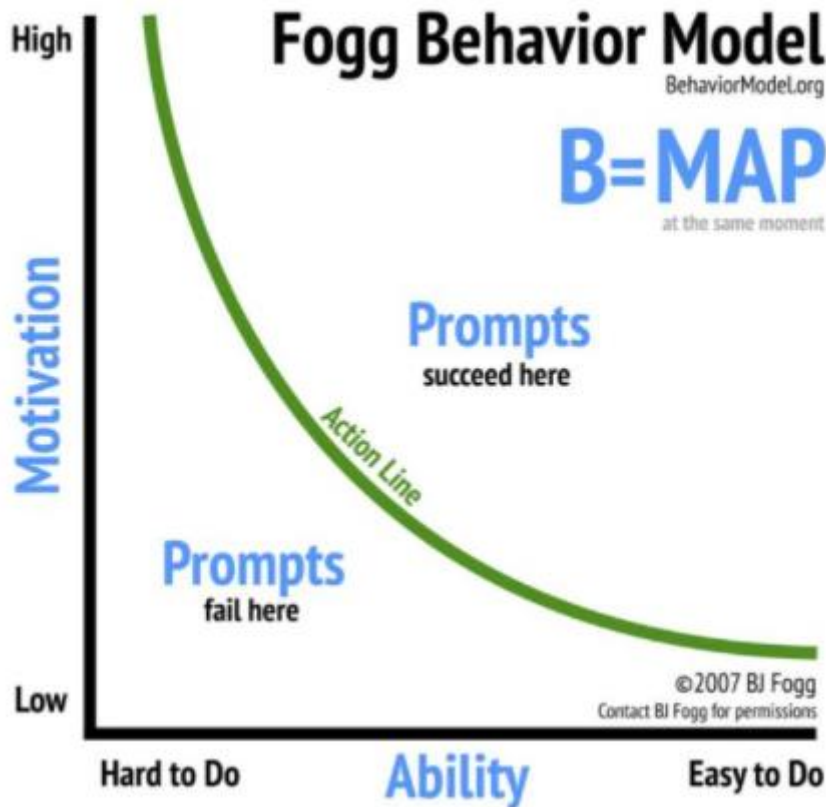 High
Fogg Behavior Model
BehaviorModel.org
B=MAP
at the same moment
Motivation
Prompts
succeed here
Action Line
Prompts
fail here
Low
©2007 BJ Fogg
Contact BJ Fogg for permissions
Hard to Do
Ability
Easy to Do